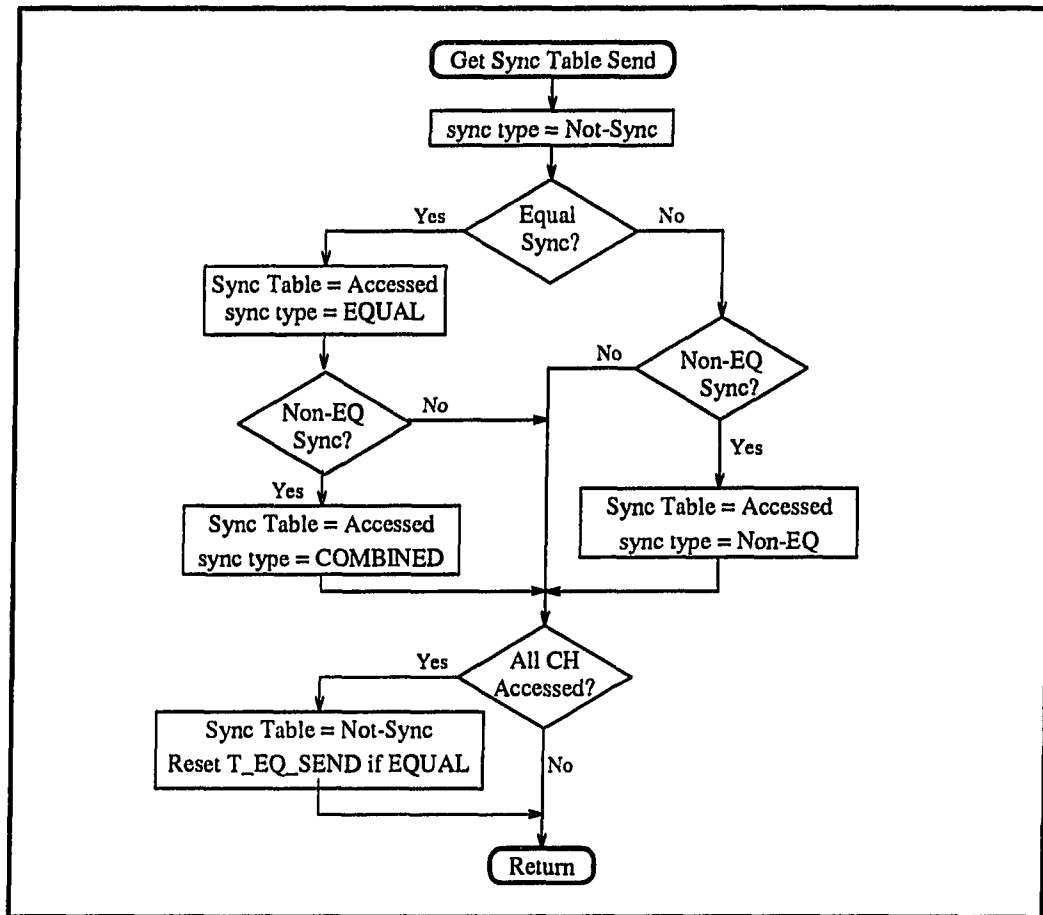 Get Sync Table Send
sync type = Not-Sync
Equal
Sync?
Yes
No
Sync Table = Accessed
sync type = EQUAL
Non-EQ
Sync?
No
Non-EQ
Sync?
No
Yes
Yes
Sync Table = Accessed
sync type = COMBINED
Sync Table = Accessed
sync type = Non-EQ
All CH
Accessed?
Yes
Sync Table = Not-Sync
Reset T_EQ_SEND if EQUAL
No
Return